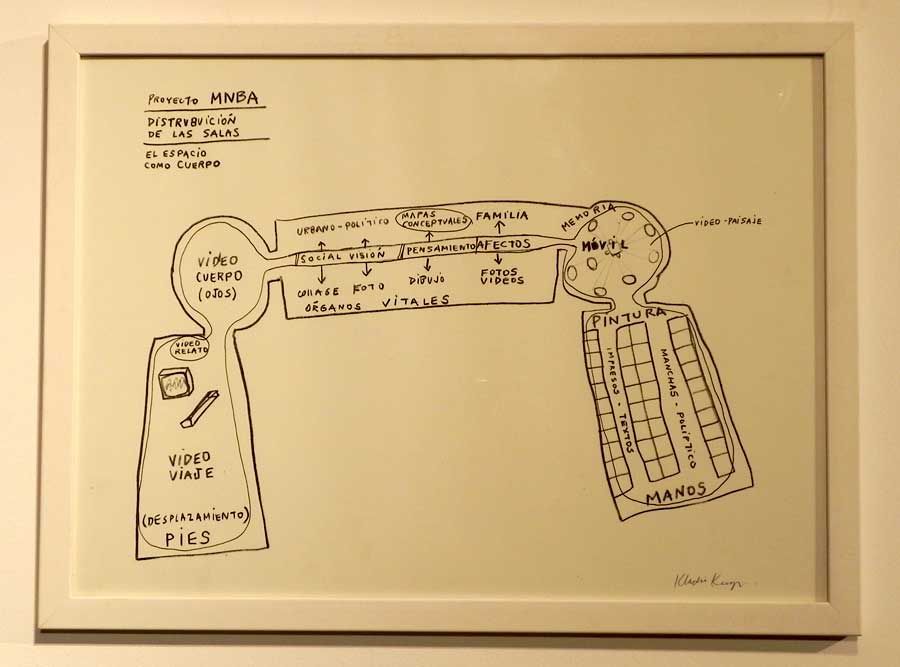 PROYECTO MNBA
DISTRVBUICIÓN
DE LAS SALAS
EL ESPACIO
COMO CUERPO
VIDEO
CUERPO
(OJOS)
VIDEO
RELATO
VIDEO
VIAJE
(DESPLAZAMIENTO)
PIES
URBANO-POLÍTICO
MAPAS
CONCEPTUALES
FAMILIA
SOCIAL VISIÓN
PENSAMIENTO
AFECTOS
COLLAGE
FOTO
DIBUJO
FOTOS
VIDEOS
ÓRGANOS VITALES
MEMORIA
MÓVIL
VIDEO-PAISAJE
PINTURA
IMPRESOS - TEXTOS
MANCHAS - POLÍPTICO
MANOS